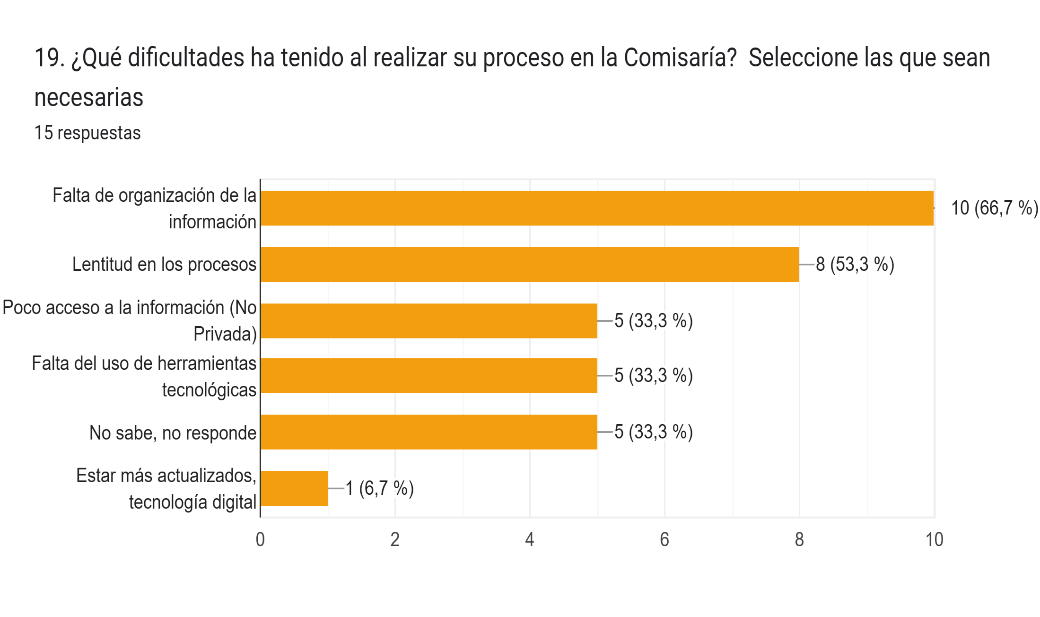 19. ¿Qué dificultades ha tenido al realizar su proceso en la Comisaría?  Seleccione las que sean
necesarias
15 respuestas
Falta de organización de la
información
10 (66,7 %)
Lentitud en los procesos
8 (53,3 %)
Poco acceso a la información (No
Privada)
5 (33,3 %)
Falta del uso de herramientas
tecnológicas
5 (33,3 %)
No sabe, no responde
5 (33,3 %)
Estar más actualizados,
tecnología digital
1 (6,7 %)
0 2 4 6 8 10